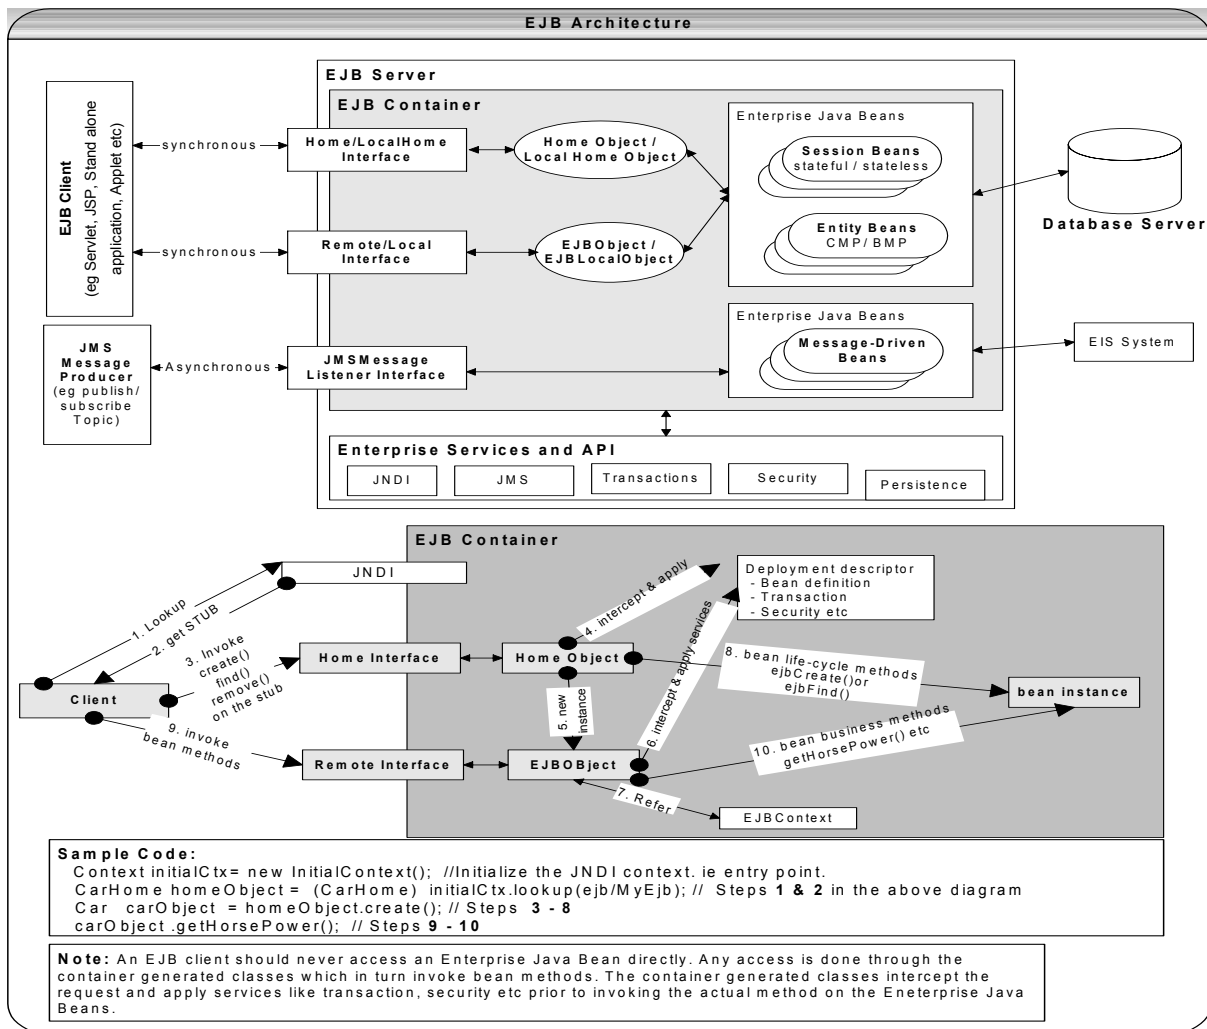 EJB Architecture
EJB Server
EJB Container
EJB Client
(eg Servlet, JSP, Stand alone
application, Applet etc)
synchronous
Home/LocalHome
Interface
Home Object /
Local Home Object
Enterprise Java Beans
Session Beans
stateful / stateless
Entity Beans
CMP/ BMP
Database Server
synchronous
Remote/Local
Interface
EJBObject /
EJBLocalObject
JMS
Message
Producer
(eg publish/
subscribe
Topic)
Asynchronous
JMSMessage
Listener Interface
Enterprise Java Beans
Message-Driven
Beans
EIS System
Enterprise Services and API
JNDI
JMS
Transactions
Security
Persistence
EJB Container
JNDI
1. Lookup
2. get STUB
3. Invoke
create()
find()
remove()
on the stub
4. intercept & apply
Deployment descriptor
- Bean definition
- Transaction
- Security etc
Home Interface
Home Object
Client
5. new
instance
6. intercept & apply services
8. bean life-cycle methods
ejbCreate()or
ejbFind()
bean instance
9. invoke
bean methods
Remote Interface
EJBOBject
10. bean business methods
getHorsePower() etc
7. Refer
EJBContext
Sample Code:
Context initialCtx= new InitialContext(); //Initialize the JNDI context. ie entry point.
CarHome homeObject = (CarHome) initialCtx.lookup(ejb/MyEjb); // Steps 1 & 2 in the above diagram
Car carObject = homeObject.create(); // Steps 3 - 8
carObject .getHorsePower(); // Steps 9 - 10
Note: An EJB client should never access an Enterprise Java Bean directly. Any access is done through the
container generated classes which in turn invoke bean methods. The container generated classes intercept the
request and apply services like transaction, security etc prior to invoking the actual method on the Eneterprise Java
Beans.